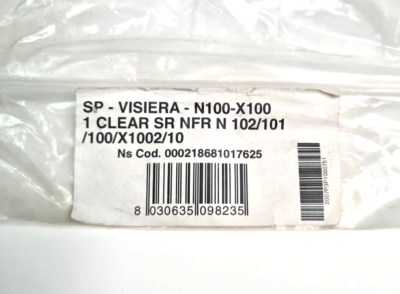 SP - VISIERA - N100-X100
1 CLEAR SR NFR N 102/101
/100/X1002/10
Ns Cod. 000218681017625
8 030635 098235
2007P3P1000751